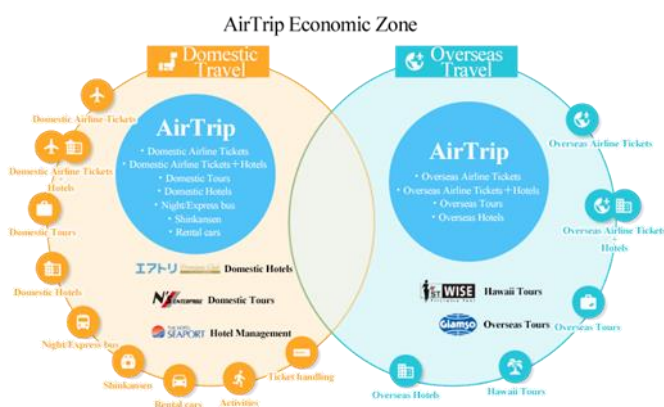 AirTrip Economic Zone
Domestic
Travel
Overseas
Travel
AirTrip
・Domestic Airline Tickets
・Domestic Airline Tickets＋Hotels
・Domestic Tours
・Domestic Hotels
・Night/Express bus
・Shinkansen
・Rental cars
AirTrip
・Overseas Airline Tickets
・Overseas Airline Tickets＋Hotels
・Overseas Tours
・Overseas Hotels
エアトリ Domestic Hotels
N's ENTERPRISE Domestic Tours
THE HOTEL
SEAPORT Hotel Management
1ST WISE Hawaii Tours
Glamso Overseas Tours
Domestic Airline Tickets
Domestic Airline Tickets
+
Hotels
Domestic Tours
Domestic Hotels
Night/Express bus
Shinkansen
Rental cars
Activities
Ticket handling
Overseas Airline Tickets
Overseas Airline Tickets
+
Hotels
Overseas Tours
Hawaii Tours
Overseas Hotels